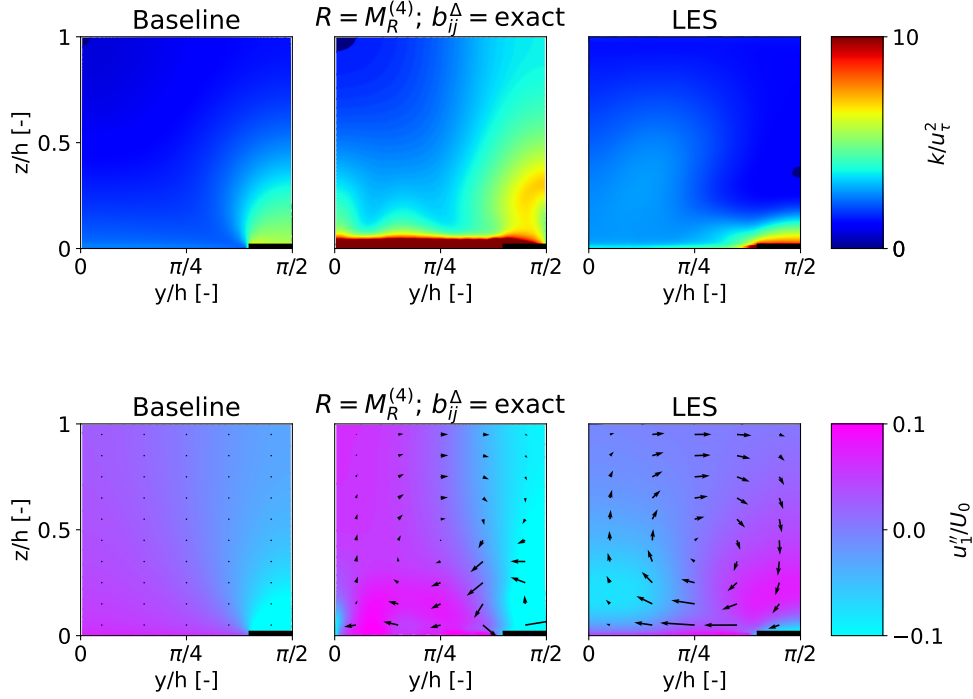 Baseline
R = M_R^(4); b_ij^Δ = exact
LES
1
0.5
0
z/h [-]
0 π/4 π/2
0 π/4 π/2
0 π/4 π/2
y/h [-]
y/h [-]
y/h [-]
10
0
k/u_τ^2
Baseline
R = M_R^(4); b_ij^Δ = exact
LES
1
0.5
0
z/h [-]
0 π/4 π/2
0 π/4 π/2
0 π/4 π/2
y/h [-]
y/h [-]
y/h [-]
0.1
0.0
−0.1
u_1''/U_0